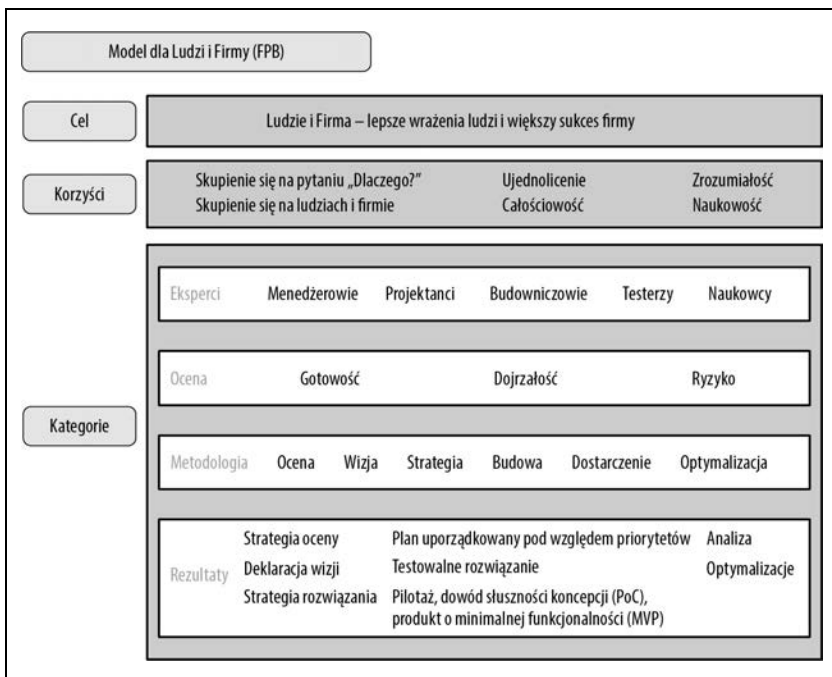 Model dla Ludzi i Firmy (FPB)
Cel
Ludzie i Firma – lepsze wrażenia ludzi i większy sukces firmy
Korzyści
Skupienie się na pytaniu „Dlaczego?” Ujednolicenie Zrozumiałość
Skupienie się na ludziach i firmie Całościowość Naukowość
Kategorie
Eksperci Menedżerowie Projektanci Budowniczowie Testerzy Naukowcy
Ocena Gotowość Dojrzałość Ryzyko
Metodologia Ocena Wizja Strategia Budowa Dostarczenie Optymalizacja
Rezultaty
Strategia oceny Plan uporządkowany pod względem priorytetów Analiza
Deklaracja wizji Testowalne rozwiązanie Optymalizacje
Strategia rozwiązania Pilotaż, dowód słuszności koncepcji (PoC),
produkt o minimalnej funkcjonalności (MVP)